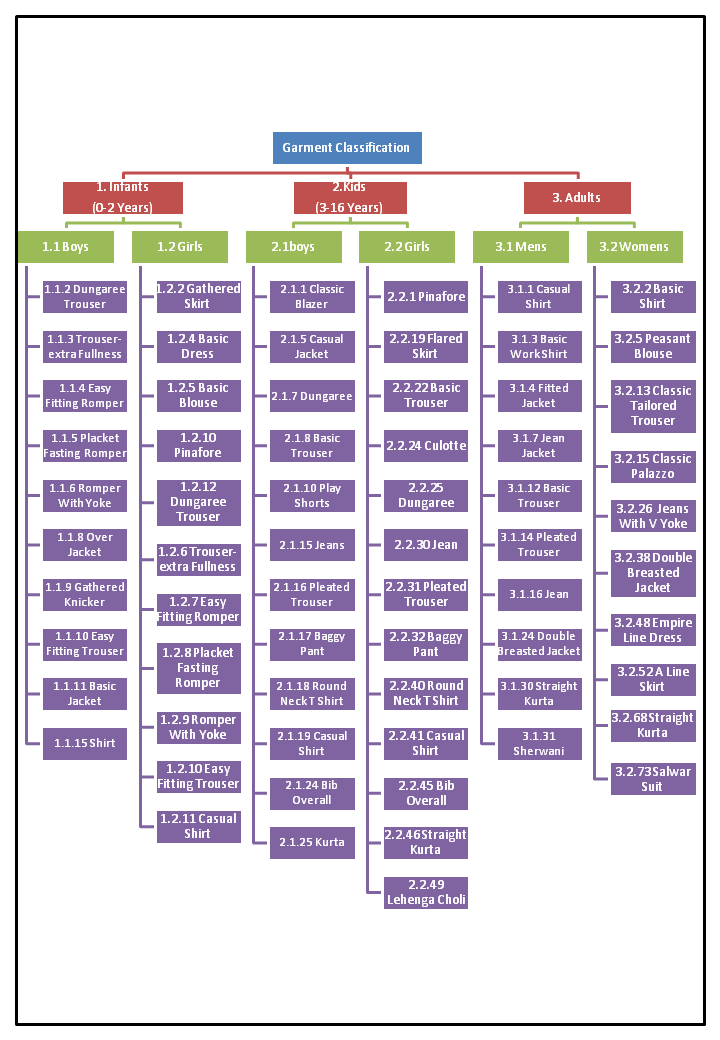 Garment Classification
1. Infants
(0-2 Years)
2.Kids
(3-16 Years)
3. Adults
1.1 Boys
1.2 Girls
2.1boys
2.2 Girls
3.1 Mens
3.2 Womens
1.1.2 Dungaree
Trouser
1.1.3 Trouser-
extra Fullness
1.1.4 Easy
Fitting Romper
1.1.5 Placket
Fasting Romper
1.1.6 Romper
With Yoke
1.1.8 Over
Jacket
1.1.9 Gathered
Knicker
1.1.10 Easy
Fitting Trouser
1.1.11 Basic
Jacket
1.1.15 Shirt
1.2.2 Gathered
Skirt
1.2.4 Basic
Dress
1.2.5 Basic
Blouse
1.2.10
Pinafore
1.2.12
Dungaree
Trouser
1.2.6 Trouser-
extra Fullness
1.2.7 Easy
Fitting Romper
1.2.8 Placket
Fasting
Romper
1.2.9 Romper
With Yoke
1.2.10 Easy
Fitting Trouser
1.2.11 Casual
Shirt
2.1.1 Classic
Blazer
2.1.5 Casual
Jacket
2.1.7 Dungaree
2.1.8 Basic
Trouser
2.1.10 Play
Shorts
2.1.15 Jeans
2.1.16 Pleated
Trouser
2.1.17 Baggy
Pant
2.1.18 Round
Neck T Shirt
2.1.19 Casual
Shirt
2.1.24 Bib
Overall
2.1.25 Kurta
2.2.1 Pinafore
2.2.19 Flared
Skirt
2.2.22 Basic
Trouser
2.2.24 Culotte
2.2.25
Dungaree
2.2.30 Jean
2.2.31 Pleated
Trouser
2.2.32 Baggy
Pant
2.2.40 Round
Neck T Shirt
2.2.41 Casual
Shirt
2.2.45 Bib
Overall
2.2.46 Straight
Kurta
2.2.49
Lehenga Choli
3.1.1 Casual
Shirt
3.1.3 Basic
Work Shirt
3.1.4 Fitted
Jacket
3.1.7 Jean
Jacket
3.1.12 Basic
Trouser
3.1.14 Pleated
Trouser
3.1.16 Jean
3.1.24 Double
Breasted Jacket
3.1.30 Straight
Kurta
3.1.31
Sherwani
3.2.2 Basic
Shirt
3.2.5 Peasant
Blouse
3.2.13 Classic
Tailored
Trouser
3.2.15 Classic
Palazzo
3.2.26 Jeans
With V Yoke
3.2.38 Double
Breasted
Jacket
3.2.48 Empire
Line Dress
3.2.52 A Line
Skirt
3.2.68 Straight
Kurta
3.2.73 Salwar
Suit